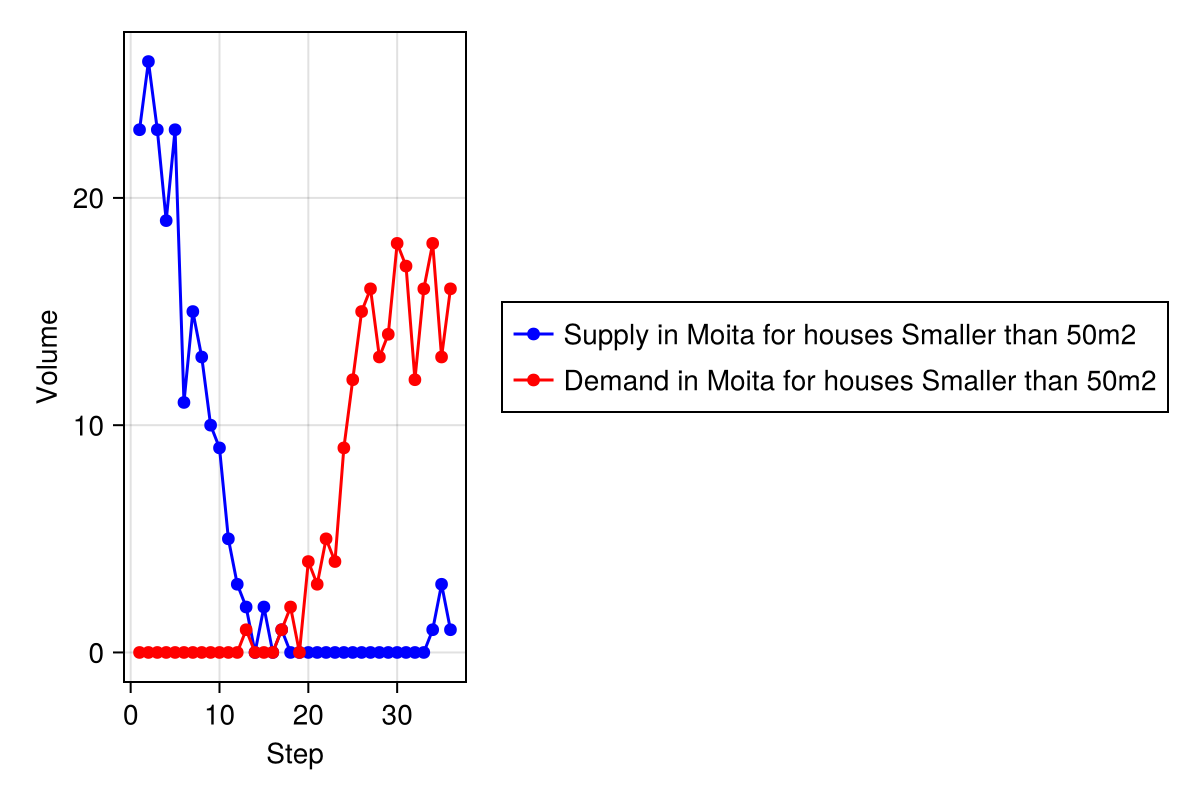 20
10
0
Volume
0 10 20 30
Step
Supply in Moita for houses Smaller than 50m2
Demand in Moita for houses Smaller than 50m2